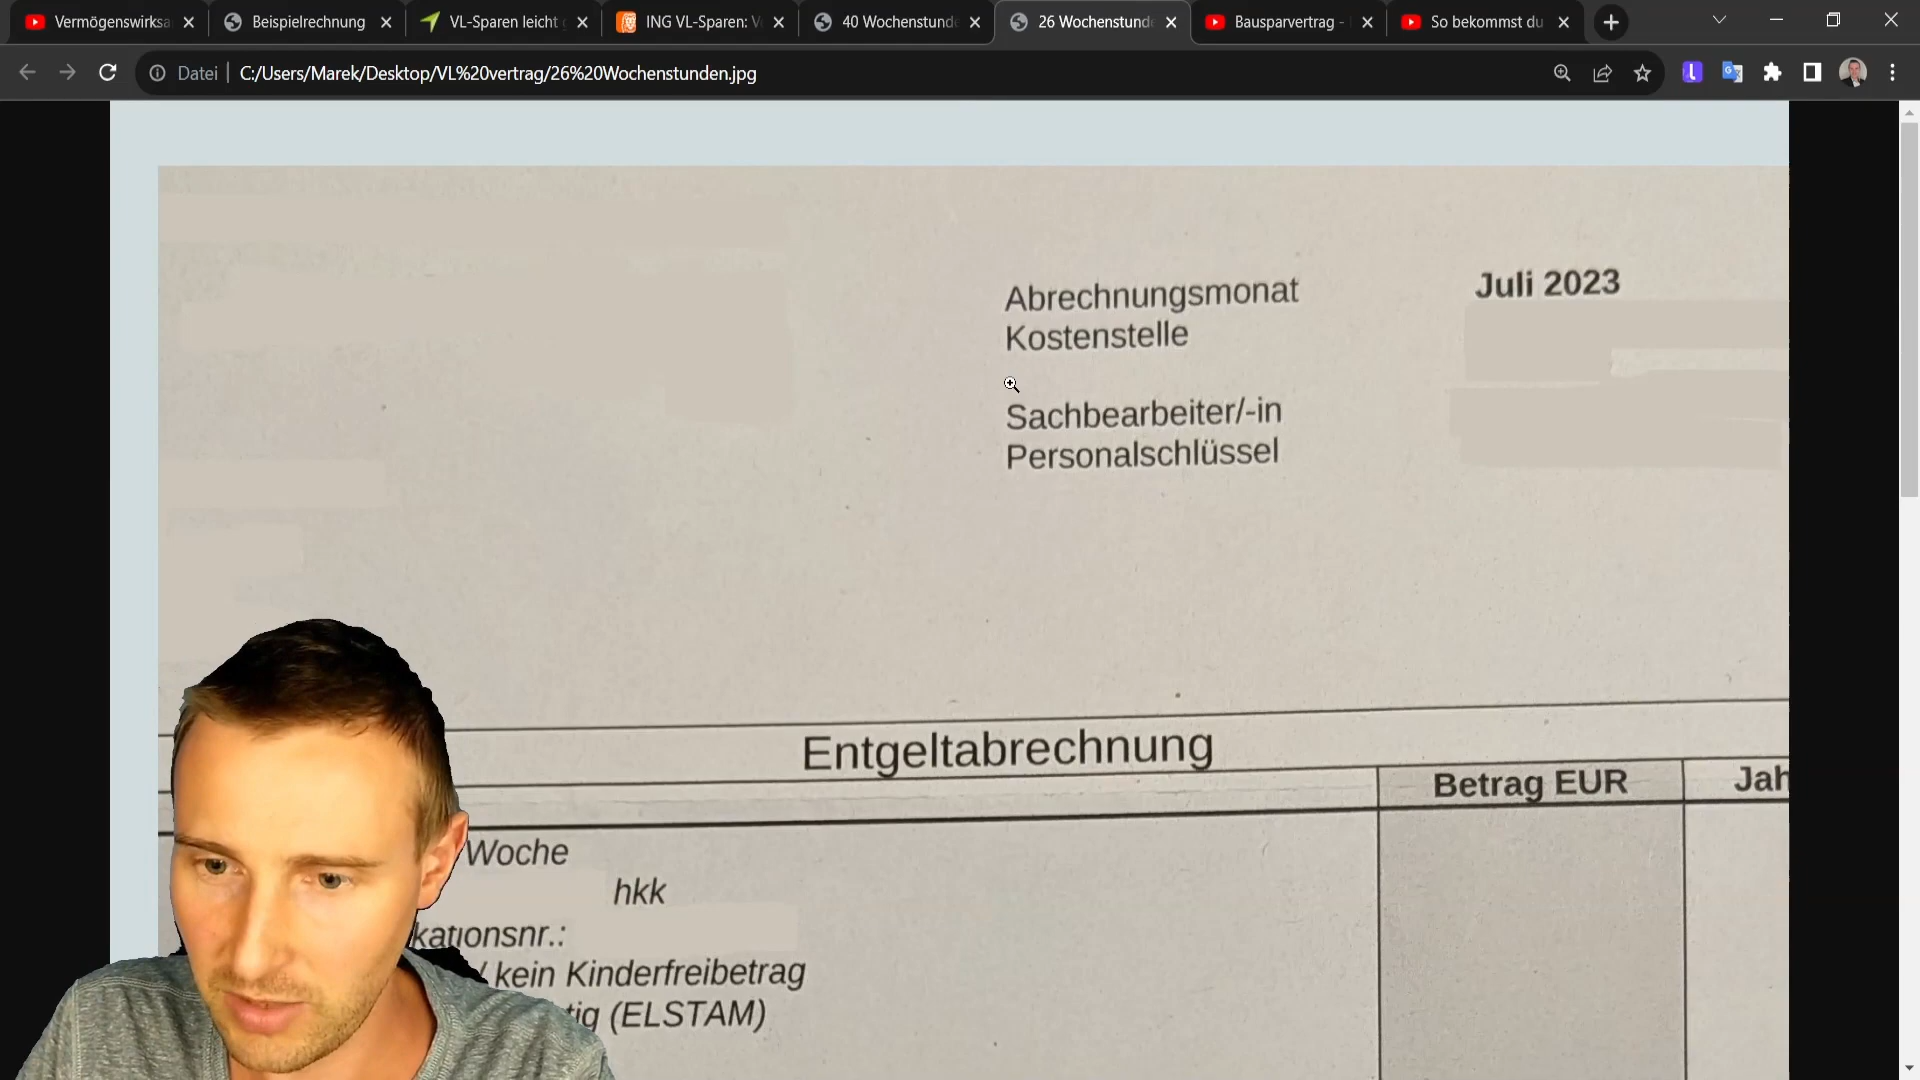 Vermögenswirksa
Beispielrechnung
VL-Sparen leicht
ING VL-Sparen: V
40 Wochenstund
26 Wochenstund
Bausparvertrag -
So bekommst du
Datei
C:/Users/Marek/Desktop/VL%20vertrag/26%20Wochenstunden.jpg
Abrechnungsmonat Juli 2023
Kostenstelle
Sachbearbeiter/-in
Personalschlüssel
Entgeltabrechnung
Betrag EUR Jah
Woche
hkk
kationsnr.:
/ kein Kinderfreibetrag
tig (ELSTAM)